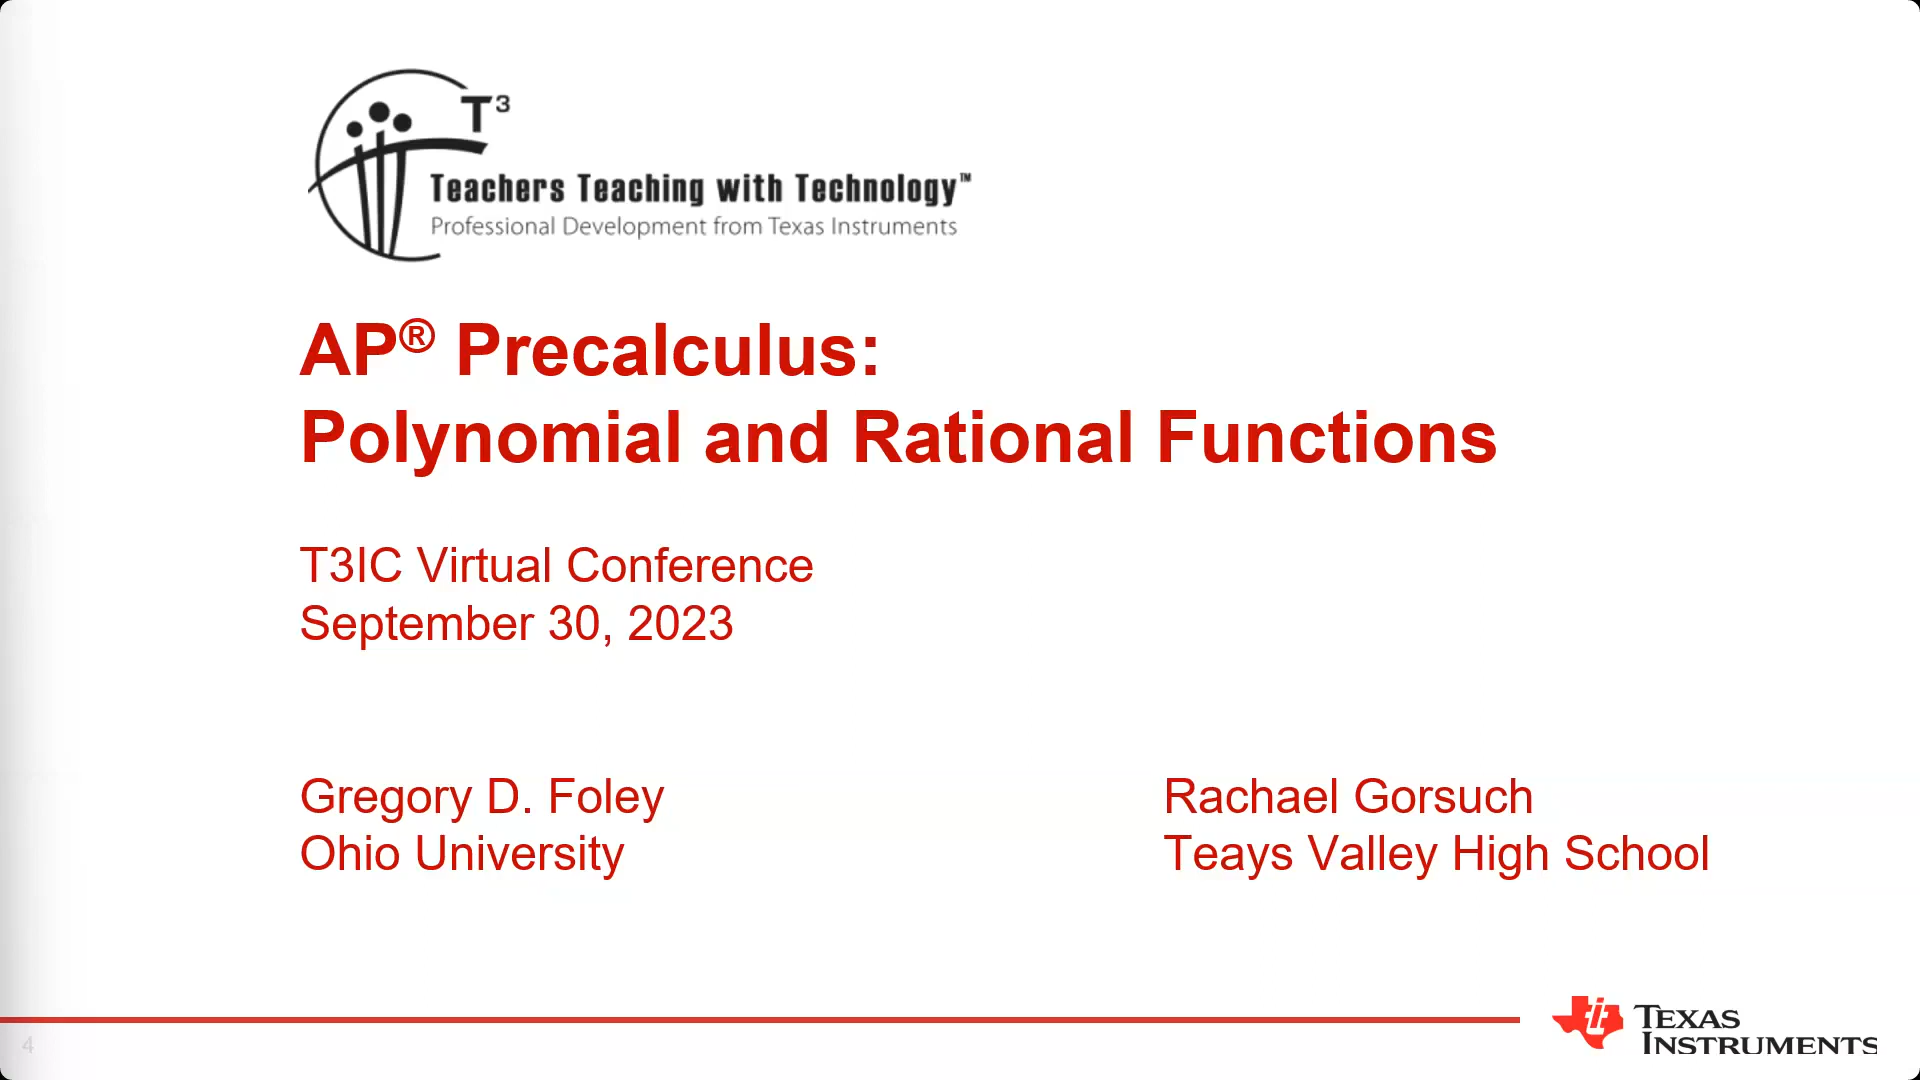 T³
Teachers Teaching with Technology™
Professional Development from Texas Instruments
AP® Precalculus:
Polynomial and Rational Functions
T3IC Virtual Conference
September 30, 2023
Gregory D. Foley
Ohio University
Rachael Gorsuch
Teays Valley High School
4
TEXAS
INSTRUMENTS